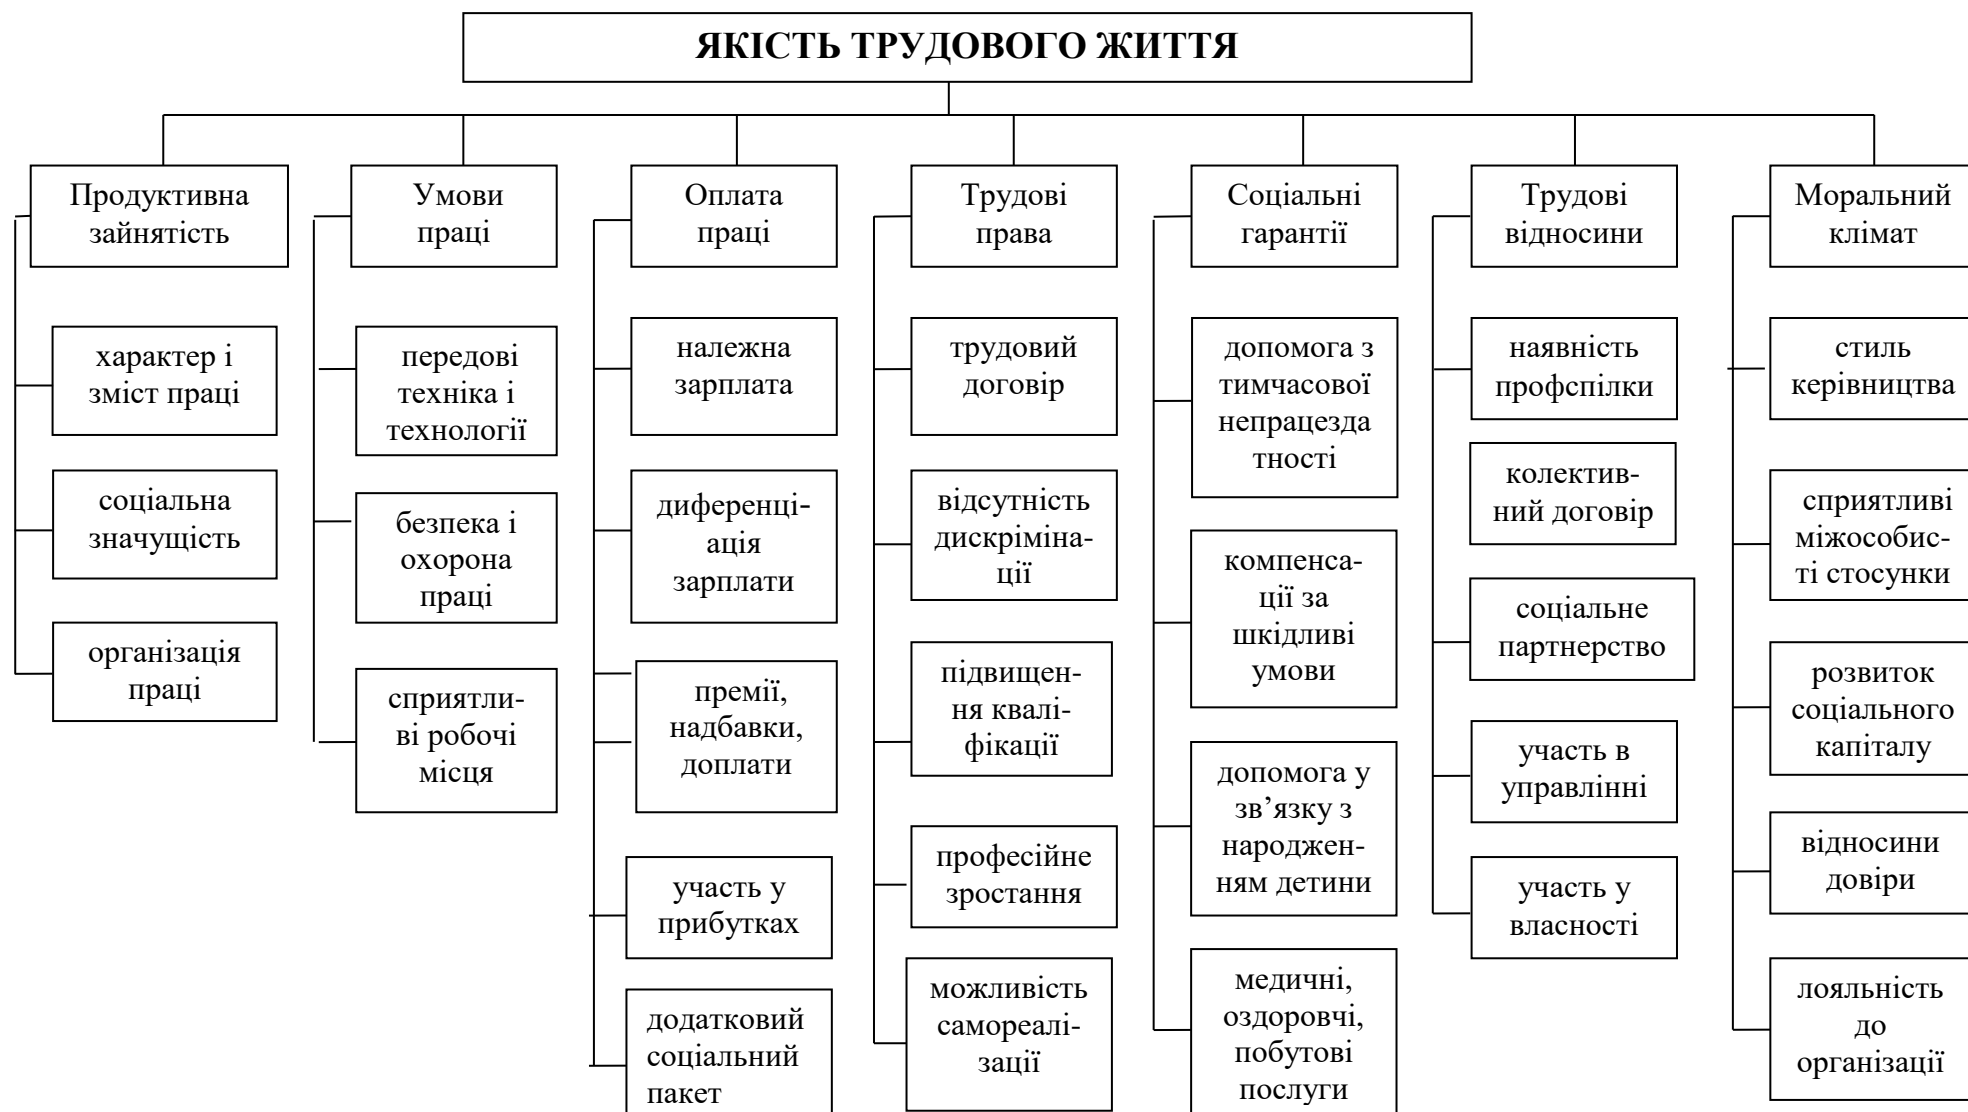 ЯКІСТЬ ТРУДОВОГО ЖИТТЯ
Продуктивна
зайнятість
характер і
зміст праці
соціальна
значущість
організація
праці
Умови
праці
передові
техніка і
технології
безпека і
охорона
праці
сприятли-
ві робочі
місця
Оплата
праці
належна
зарплата
диференці-
ація
зарплати
премії,
надбавки,
доплати
участь у
прибутках
додатковий
соціальний
пакет
Трудові
права
трудовий
договір
відсутність
дискріміна-
ції
підвищен-
ня квалі-
фікації
професійне
зростання
можливість
самореалі-
зації
Соціальні
гарантії
допомога з
тимчасової
непрацезда
тності
компенса-
ції за
шкідливі
умови
допомога у
зв’язку з
народжен-
ням дитини
медичні,
оздоровчі,
побутові
послуги
Трудові
відносини
наявність
профспілки
колектив-
ний договір
соціальне
партнерство
участь в
управлінні
участь у
власності
Моральний
клімат
стиль
керівництва
сприятливі
міжособис-
ті стосунки
розвиток
соціального
капіталу
відносини
довіри
лояльність
до
організації